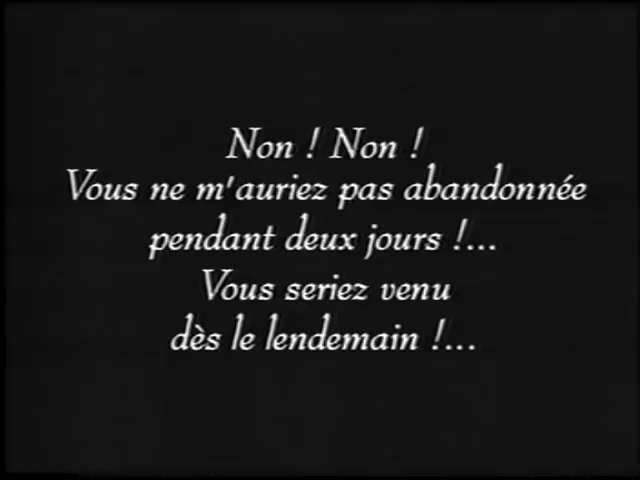 Non ! Non !
Vous ne m'auriez pas abandonnée
pendant deux jours !...
Vous seriez venu
dès le lendemain !...